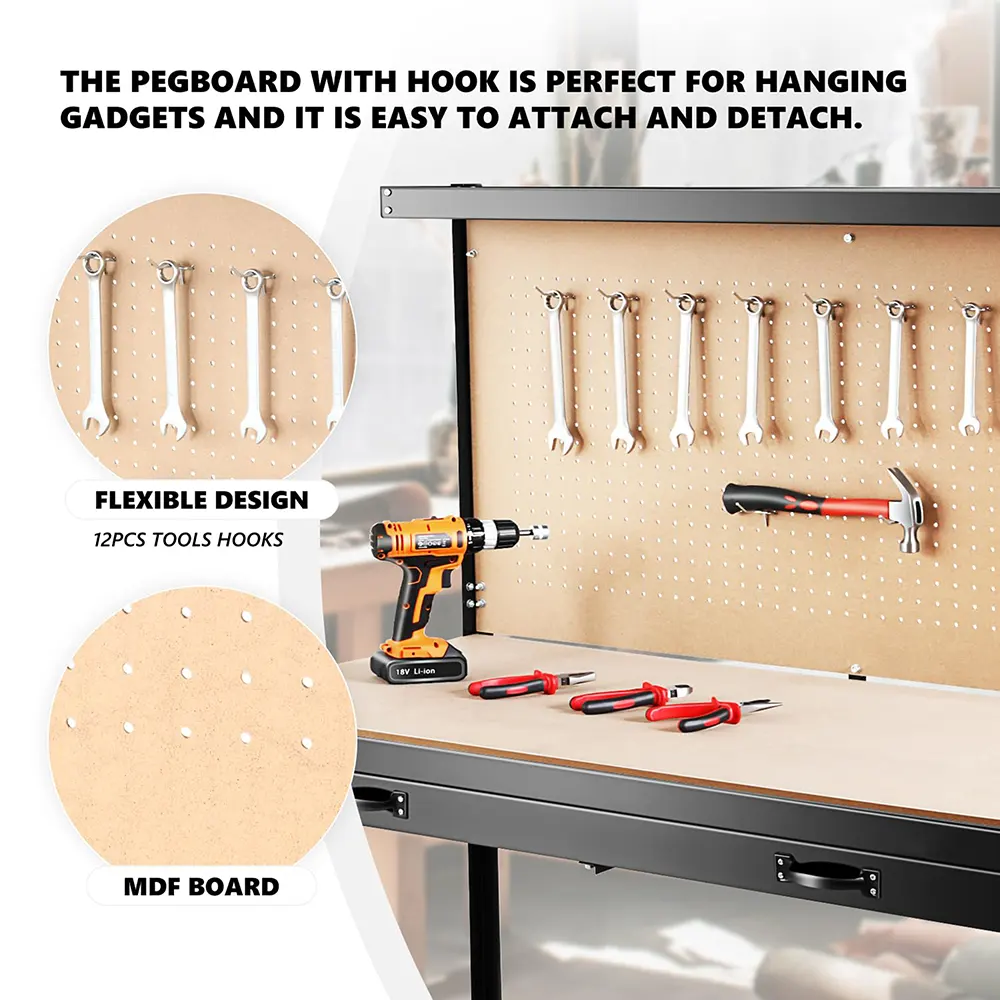 THE PEGBOARD WITH HOOK IS PERFECT FOR HANGING
GADGETS AND IT IS EASY TO ATTACH AND DETACH.
FLEXIBLE DESIGN
12PCS TOOLS HOOKS
18V Li-ion
MDF BOARD